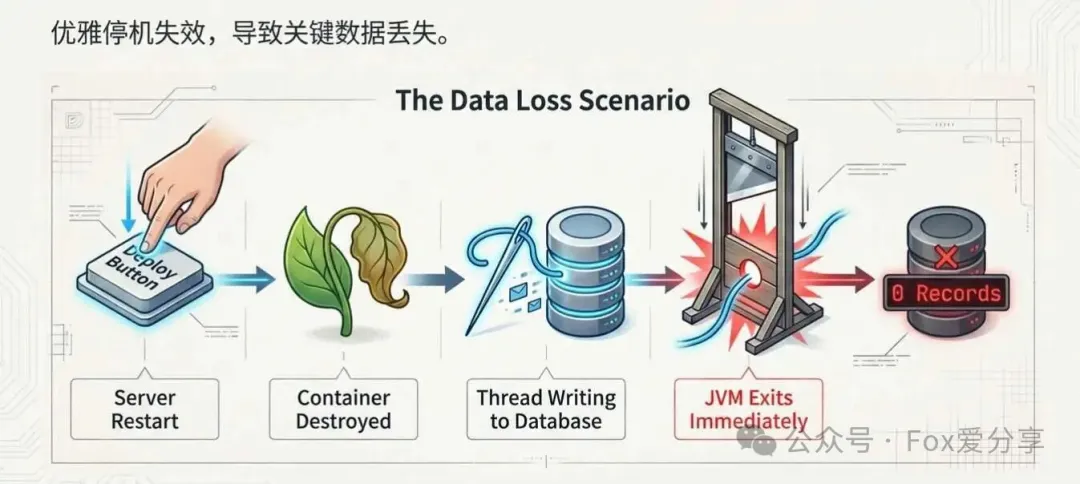 优雅停机失效，导致关键数据丢失。
The Data Loss Scenario
Deploy
Button
0 Records
Server
Restart
Container
Destroyed
Thread Writing
to Database
JVM Exits
Immediately
公众号 · Fox爱分享